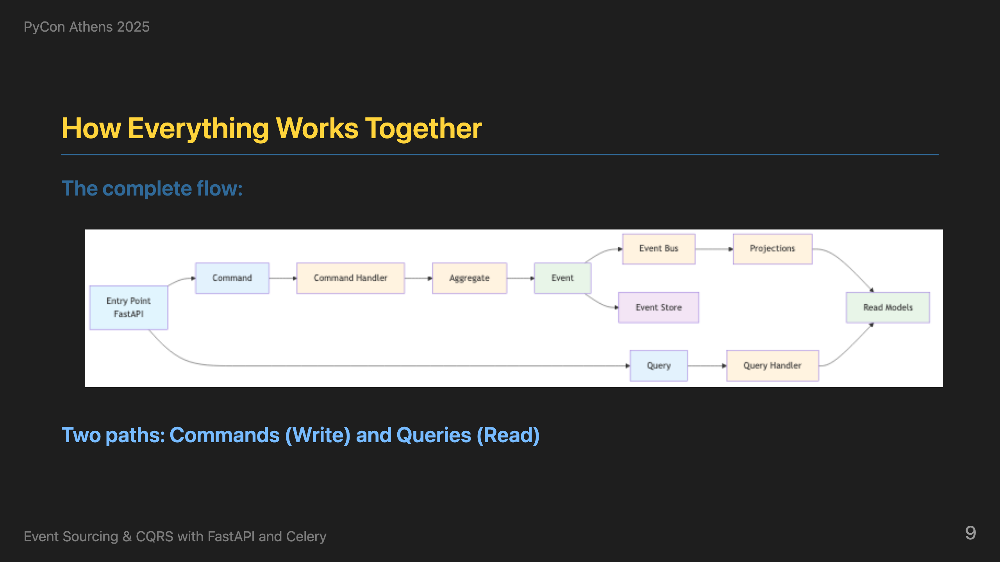 PyCon Athens 2025
How Everything Works Together
The complete flow:
Entry Point
FastAPI
Command
Command Handler
Aggregate
Event
Event Bus
Projections
Event Store
Read Models
Query
Query Handler
Two paths: Commands (Write) and Queries (Read)
Event Sourcing & CQRS with FastAPI and Celery
9